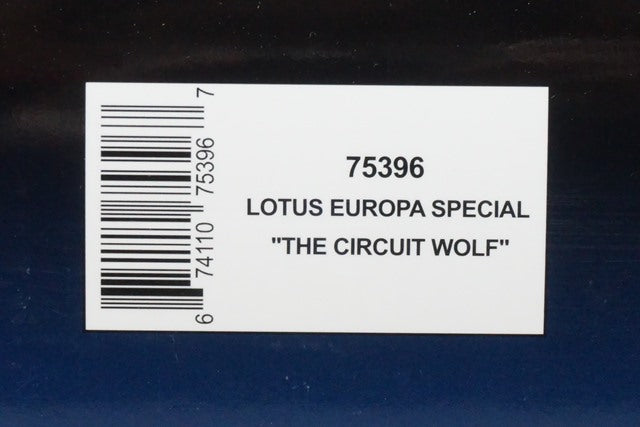 6 74110 75396 7
75396
LOTUS EUROPA SPECIAL
"THE CIRCUIT WOLF"